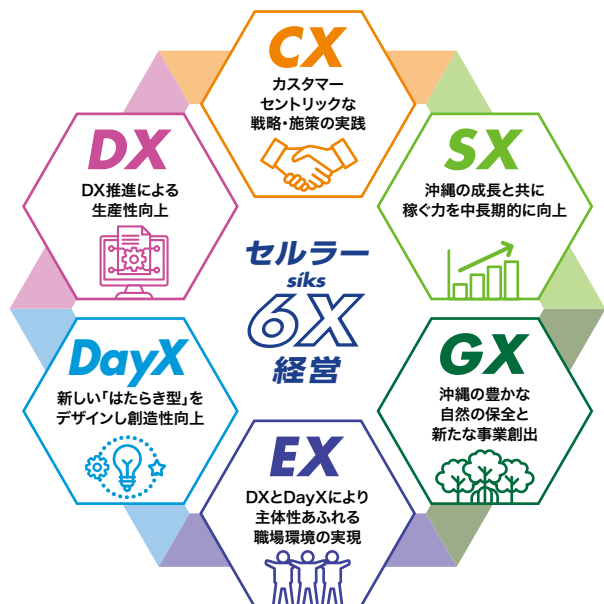 CX
カスタマー
セントリックな
戦略・施策の実践
DX
DX推進による
生産性向上
SX
沖縄の成長と共に
稼ぐ力を中長期的に向上
セルラー
siks
6X
経営
DayX
新しい「はたらき型」を
デザインし創造性向上
GX
沖縄の豊かな
自然の保全と
新たな事業創出
EX
DXとDayXにより
主体性あふれる
職場環境の実現